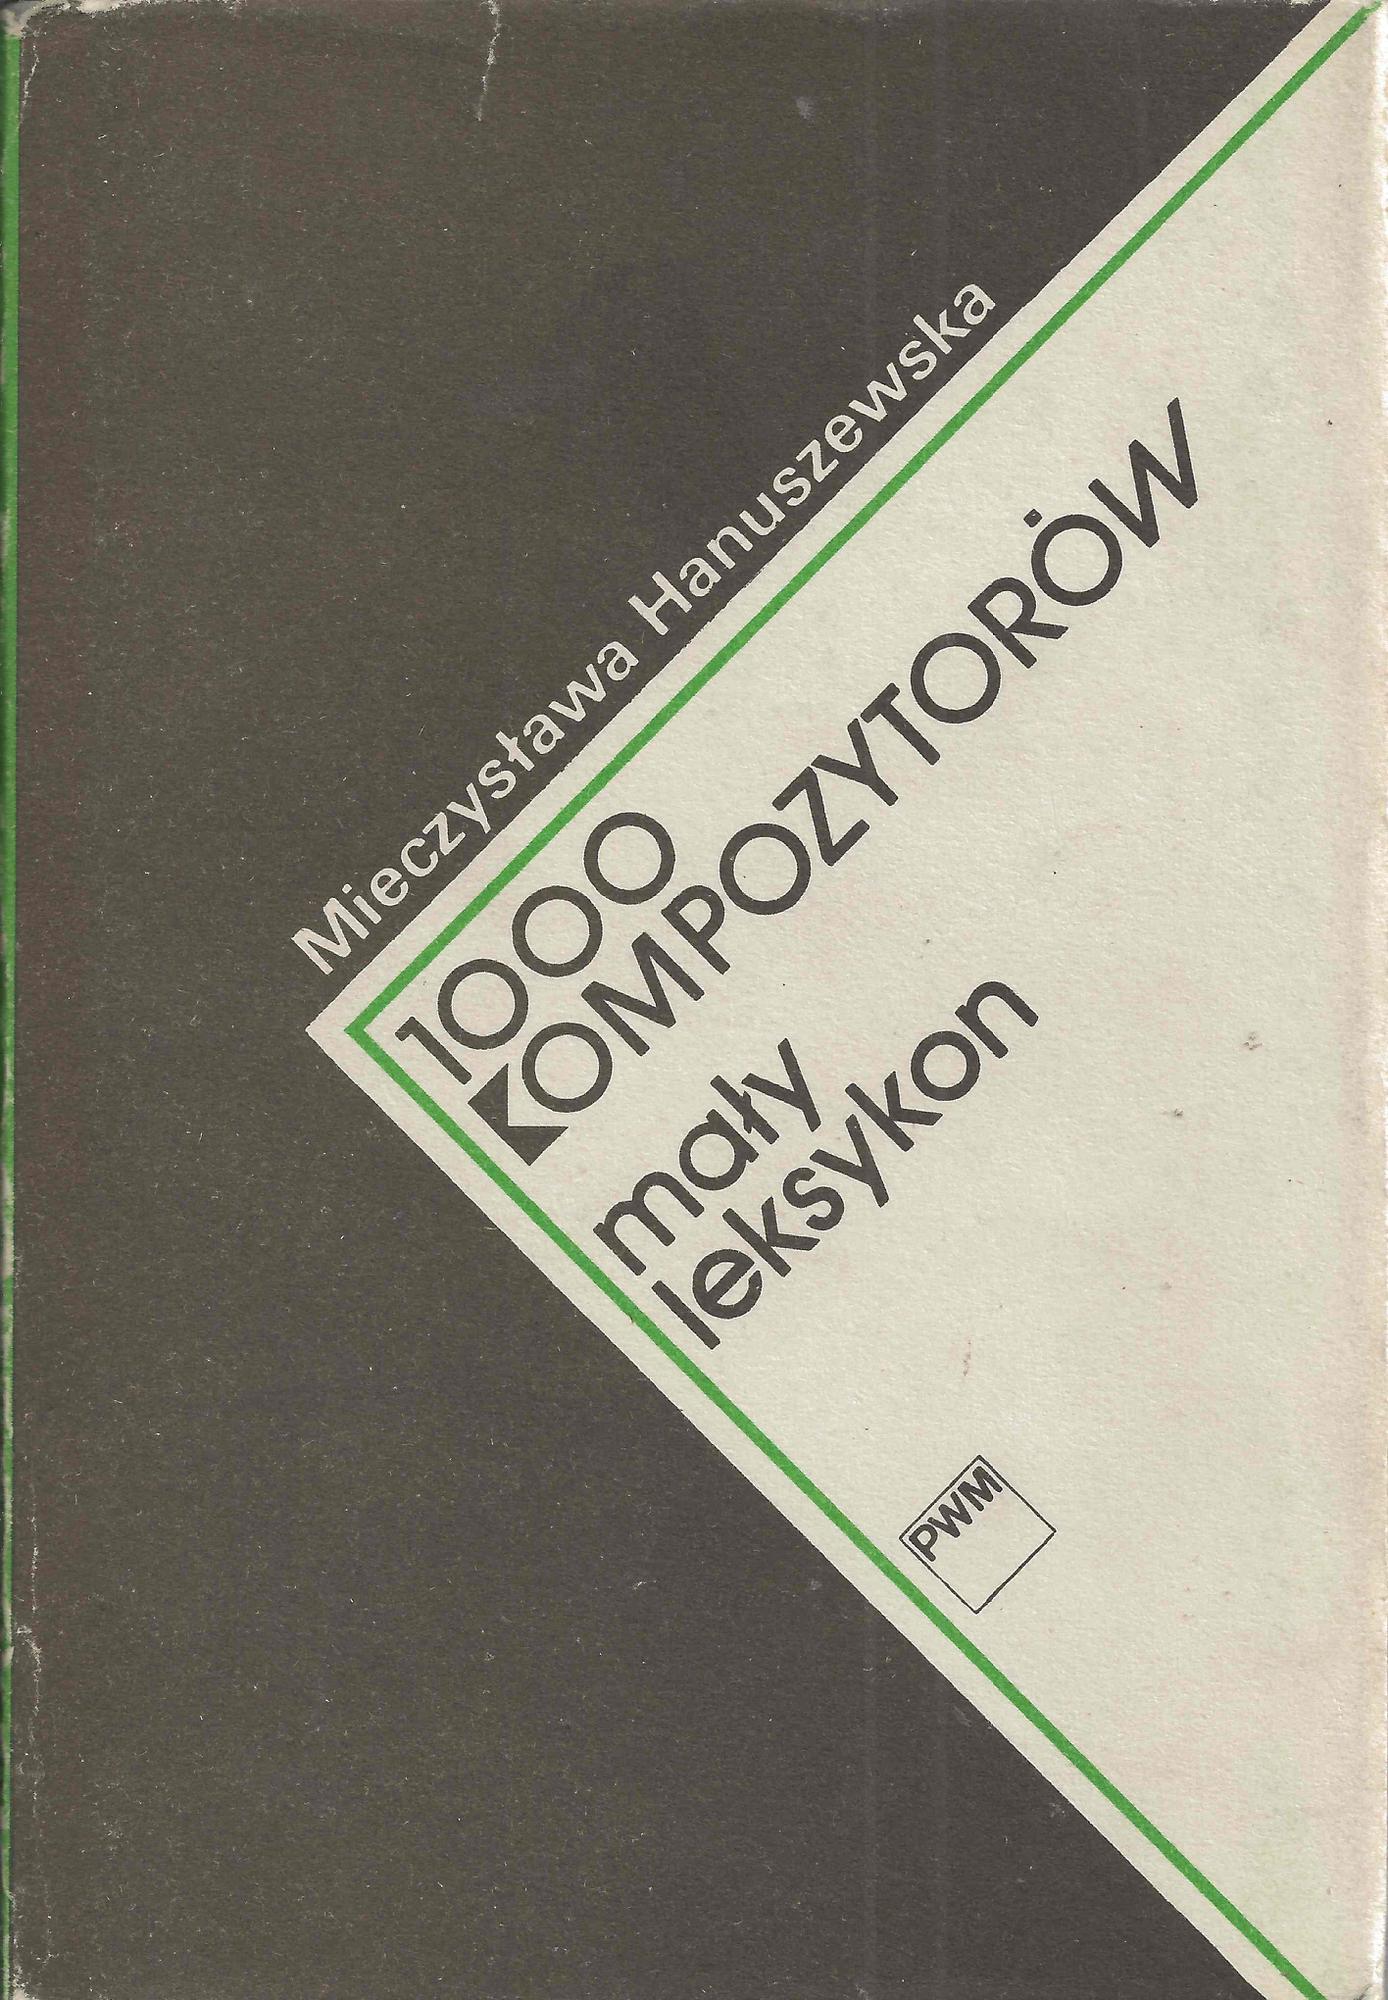 Mieczysława Hanuszewska
1000
KOMPOZYTORÓW
mały
leksykon
PWM